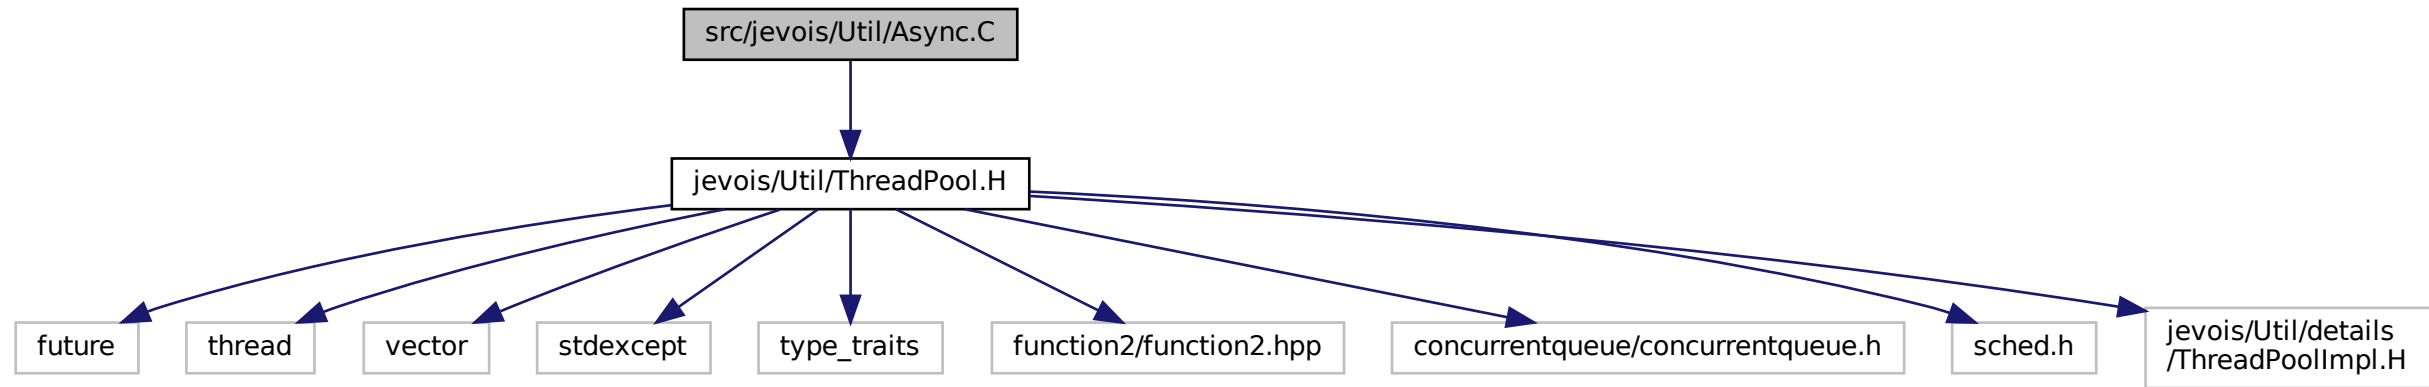 src/jevois/Util/Async.C
jevois/Util/ThreadPool.H
future
thread
vector
stdexcept
type_traits
function2/function2.hpp
concurrentqueue/concurrentqueue.h
sched.h
jevois/Util/details
/ThreadPoolImpl.H